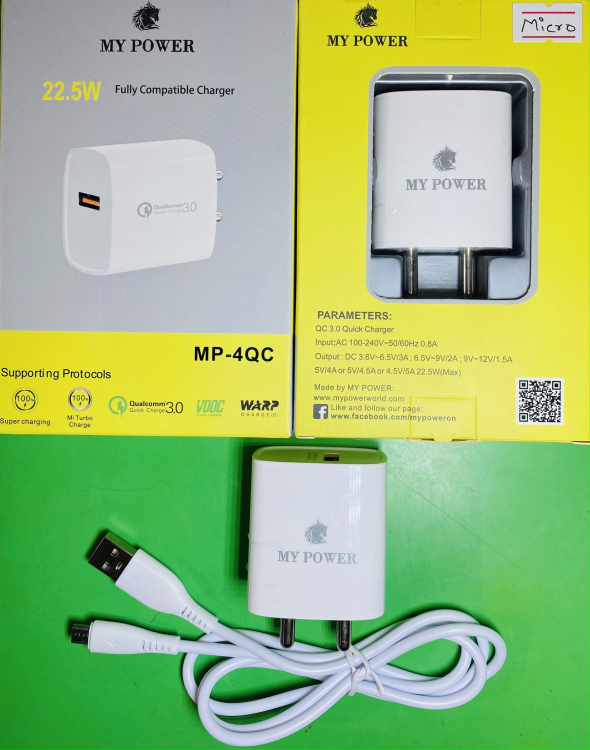 MY POWER
22.5W Fully Compatible Charger
Qualcomm
Quick Charge 3.0
MP-4QC
Supporting Protocols
100%
Super charging
100%
Mi Turbo
Charge
Qualcomm
Quick Charge 3.0
VOOC
WARP
CHARGE
MY POWER
Micro
MY POWER
PARAMETERS:
QC 3.0 Quick Charger
Input:AC 100-240V~50/60Hz 0.8A
Output : DC 3.6V~6.5V/3A ; 6.5V~9V/2A ; 9V~12V/1.5A
5V/4A or 5V/4.5A or 4.5V/5A 22.5W(Max)
Made by MY POWER:
www.mypowerworld.com
Like and follow our page:
www.facebook.com/mypoweron
MY POWER